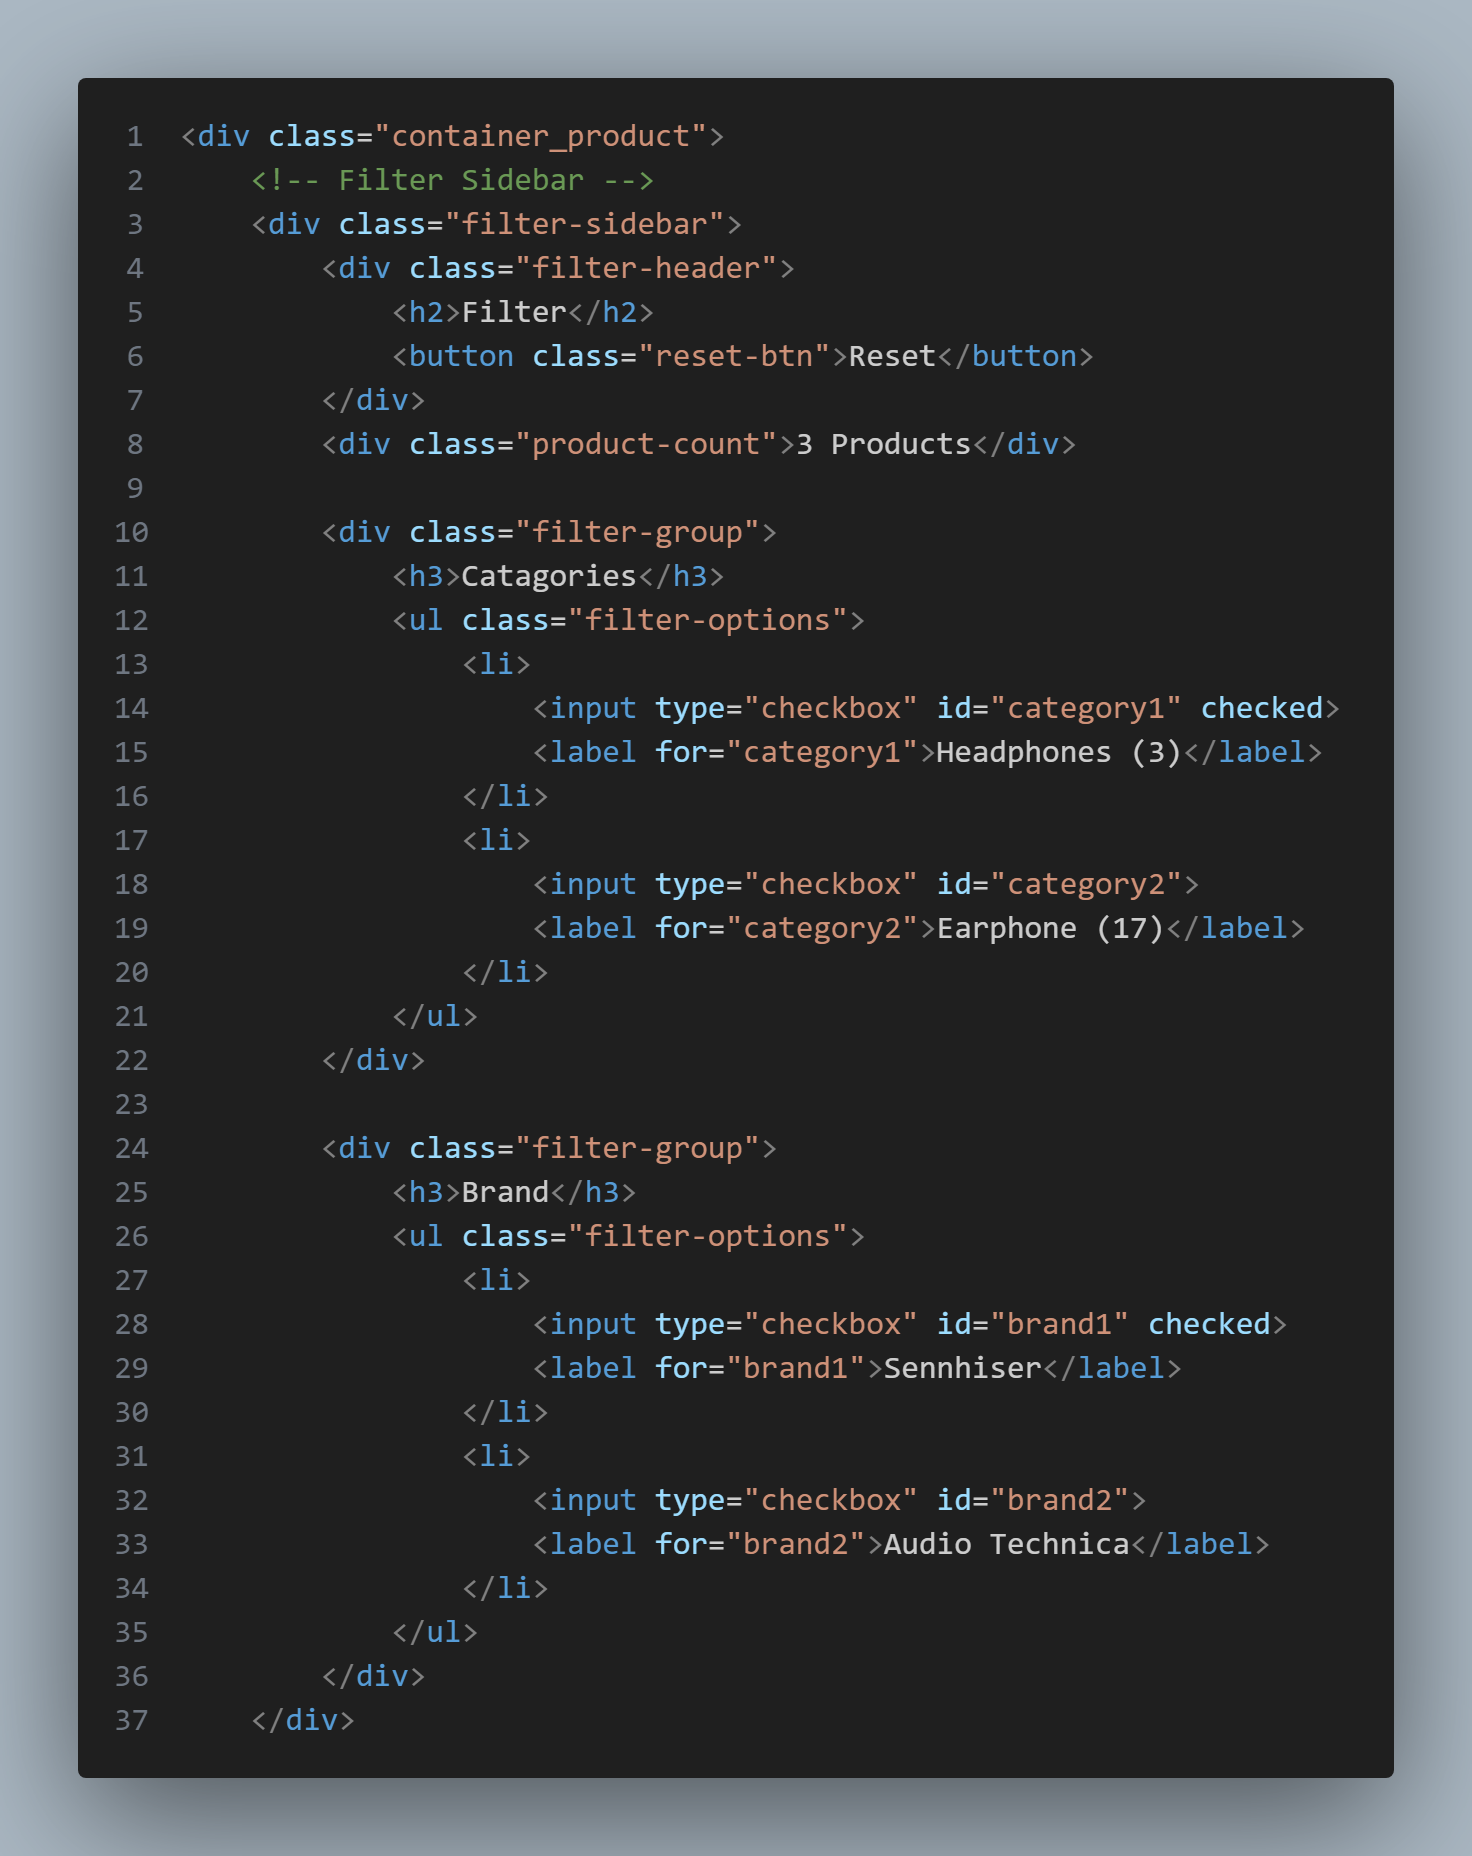 1 <div class="container_product">
2     <!-- Filter Sidebar -->
3     <div class="filter-sidebar">
4         <div class="filter-header">
5             <h2>Filter</h2>
6             <button class="reset-btn">Reset</button>
7         </div>
8         <div class="product-count">3 Products</div>
9
10         <div class="filter-group">
11             <h3>Catagories</h3>
12             <ul class="filter-options">
13                 <li>
14                     <input type="checkbox" id="category1" checked>
15                     <label for="category1">Headphones (3)</label>
16                 </li>
17                 <li>
18                     <input type="checkbox" id="category2">
19                     <label for="category2">Earphone (17)</label>
20                 </li>
21             </ul>
22         </div>
23
24         <div class="filter-group">
25             <h3>Brand</h3>
26             <ul class="filter-options">
27                 <li>
28                     <input type="checkbox" id="brand1" checked>
29                     <label for="brand1">Sennhiser</label>
30                 </li>
31                 <li>
32                     <input type="checkbox" id="brand2">
33                     <label for="brand2">Audio Technica</label>
34                 </li>
35             </ul>
36         </div>
37     </div>